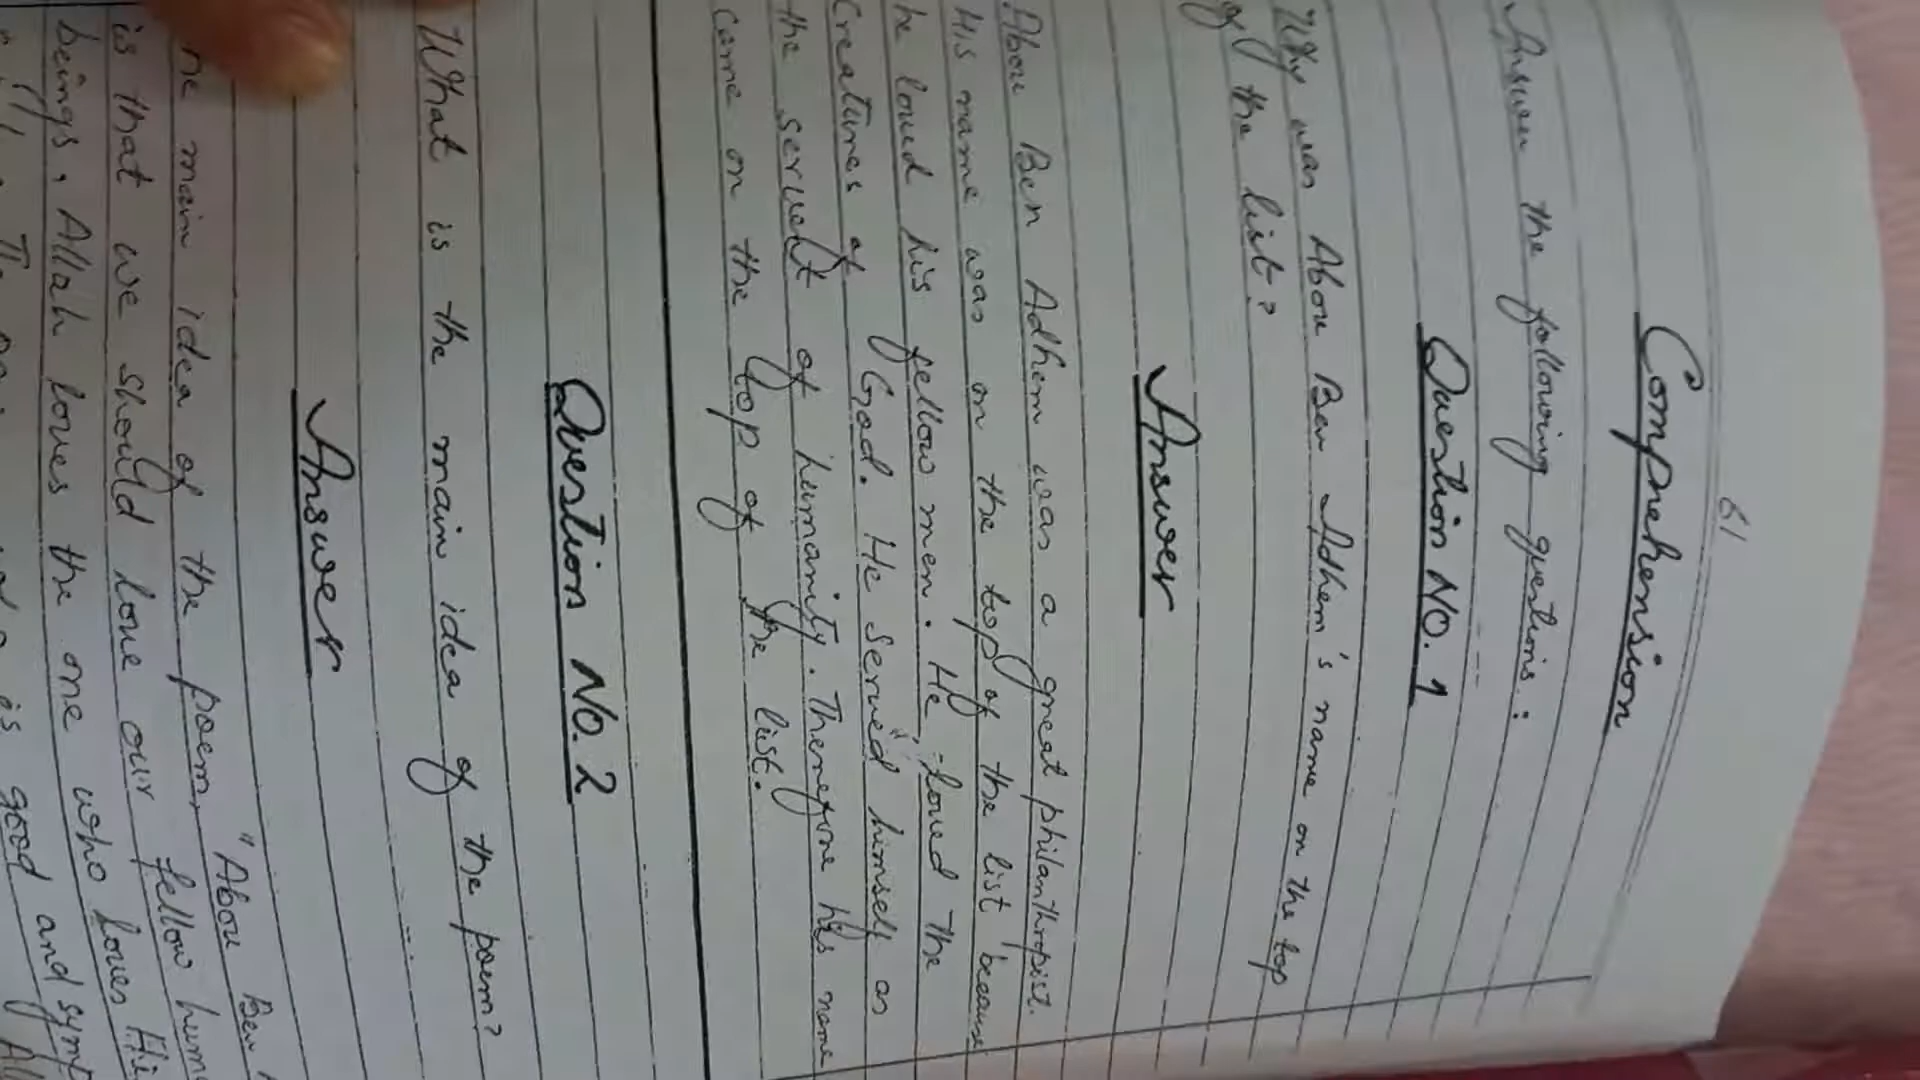 61
Comprehension
Answer the following questions:
Question NO. 1
Why was Abou Ben Adhem's name on the top
of the list?
Answer
Abou Ben Adhem was a great philanthropist.
His name was on the top of the list because
he loved his fellow men. He loved the
Creatures of God. He served himself as
the servent of humanity. Therefore his name
came on the top of the list.
Question No. 2
What is the main idea of the poem?
Answer
main idea of the poem "Abou Ben
is that we should love our fellow
beings, Allah loves the one who loves
is good and